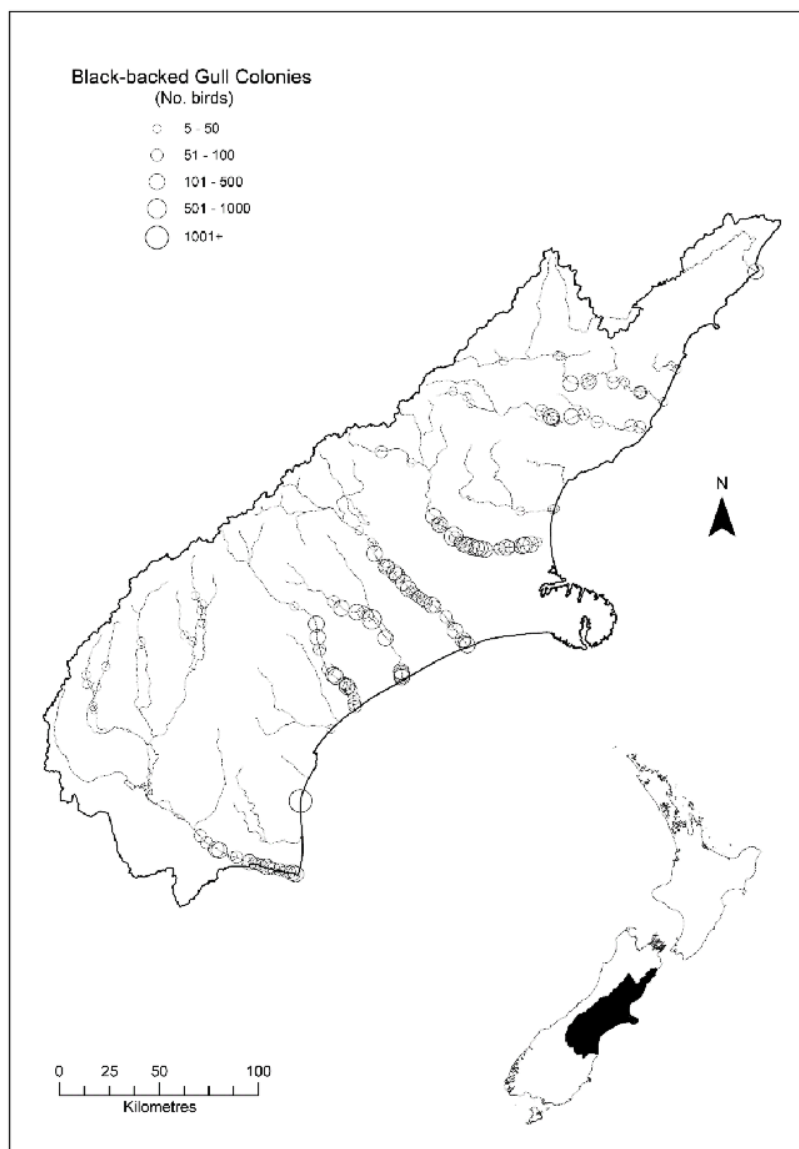 Black-backed Gull Colonies
(No. birds)
5 - 50
51 - 100
101 - 500
501 - 1000
1001+
N
0 25 50 100
Kilometres